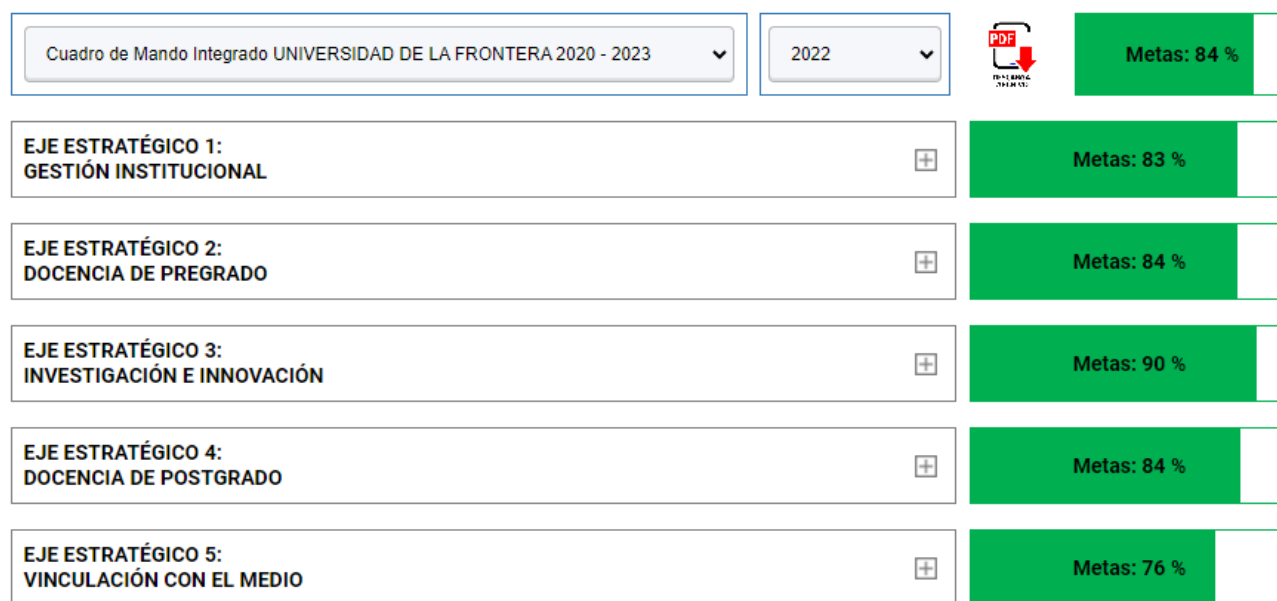 Cuadro de Mando Integrado UNIVERSIDAD DE LA FRONTERA 2020 - 2023
2022
PDF
DESCARGA
Metas: 84 %
EJE ESTRATÉGICO 1:
GESTIÓN INSTITUCIONAL
Metas: 83 %
EJE ESTRATÉGICO 2:
DOCENCIA DE PREGRADO
Metas: 84 %
EJE ESTRATÉGICO 3:
INVESTIGACIÓN E INNOVACIÓN
Metas: 90 %
EJE ESTRATÉGICO 4:
DOCENCIA DE POSTGRADO
Metas: 84 %
EJE ESTRATÉGICO 5:
VINCULACIÓN CON EL MEDIO
Metas: 76 %